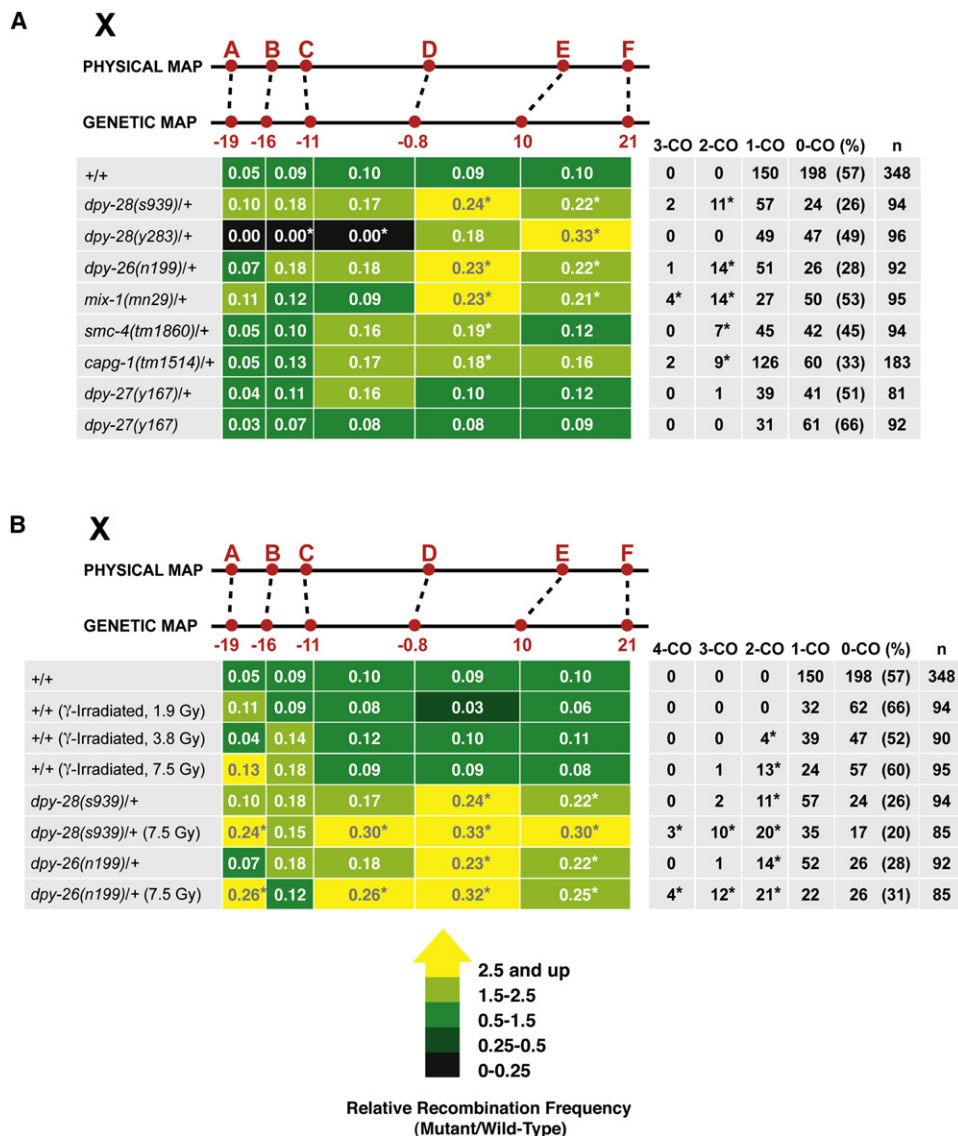 A
X
A B C D E F
PHYSICAL MAP
GENETIC MAP
-19 -16 -11 -0.8 10 21
3-CO 2-CO 1-CO 0-CO (%) n
+/+ 0.05 0.09 0.10 0.09 0.10 0 0 150 198 (57) 348
dpy-28(s939)/+ 0.10 0.18 0.17 0.24* 0.22* 2 11* 57 24 (26) 94
dpy-28(y283)/+ 0.00 0.00* 0.00* 0.18 0.33* 0 0 49 47 (49) 96
dpy-26(n199)/+ 0.07 0.18 0.18 0.23* 0.22* 1 14* 51 26 (28) 92
mix-1(mn29)/+ 0.11 0.12 0.09 0.23* 0.21* 4* 14* 27 50 (53) 95
smc-4(tm1860)/+ 0.05 0.10 0.16 0.19* 0.12 0 7* 45 42 (45) 94
capg-1(tm1514)/+ 0.05 0.13 0.17 0.18* 0.16 2 9* 126 60 (33) 183
dpy-27(y167)/+ 0.04 0.11 0.16 0.10 0.12 0 1 39 41 (51) 81
dpy-27(y167) 0.03 0.07 0.08 0.08 0.09 0 0 31 61 (66) 92
B
X
A B C D E F
PHYSICAL MAP
GENETIC MAP
-19 -16 -11 -0.8 10 21
4-CO 3-CO 2-CO 1-CO 0-CO (%) n
+/+ 0.05 0.09 0.10 0.09 0.10 0 0 0 150 198 (57) 348
+/+ (γ-Irradiated, 1.9 Gy) 0.11 0.09 0.08 0.03 0.06 0 0 0 32 62 (66) 94
+/+ (γ-Irradiated, 3.8 Gy) 0.04 0.14 0.12 0.10 0.11 0 0 4* 39 47 (52) 90
+/+ (γ-Irradiated, 7.5 Gy) 0.13 0.18 0.09 0.09 0.08 0 1 13* 24 57 (60) 95
dpy-28(s939)/+ 0.10 0.18 0.17 0.24* 0.22* 0 2 11* 57 24 (26) 94
dpy-28(s939)/+ (7.5 Gy) 0.24* 0.15 0.30* 0.33* 0.30* 3* 10* 20* 35 17 (20) 85
dpy-26(n199)/+ 0.07 0.18 0.18 0.23* 0.22* 0 1 14* 52 26 (28) 92
dpy-26(n199)/+ (7.5 Gy) 0.26* 0.12 0.26* 0.32* 0.25* 4* 12* 21* 22 26 (31) 85
2.5 and up
1.5-2.5
0.5-1.5
0.25-0.5
0-0.25
Relative Recombination Frequency
(Mutant/Wild-Type)